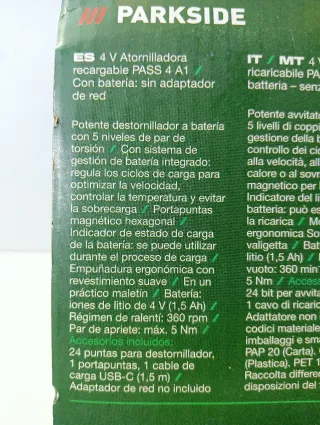 /// PARKSIDE
ES 4 V Atornilladora
recargable PASS 4 A1 /
Con batería: sin adaptador
de red
Potente destornillador a batería
con 5 niveles de par de
torsión / Con sistema de
gestión de batería integrado:
regula los ciclos de carga para
optimizar la velocidad,
controlar la temperatura y evitar
la sobrecarga / Portapuntas
magnético hexagonal /
Indicador de estado de carga
de la batería: se puede utilizar
durante el proceso de carga /
Empuñadura ergonómica con
revestimiento suave / En un
práctico maletín / Batería:
iones de litio de 4 V (1,5 Ah) /
Régimen de ralentí: 360 rpm /
Par de apriete: máx. 5 Nm /
Accesorios incluidos:
24 puntas para destornillador,
1 portapuntas, 1 cable de
carga USB-C (1,5 m) /
Adaptador de red no incluido
IT / MT 4 V
ricaricabile PA
batteria – senz
Potente avvitato
5 livelli di coppi
gestione della b
controllo dei cic
alla velocità, all
calore o al sovr
magnetico per
Indicatore del li
batteria: può es
la ricarica / M
ergonomica So
valigetta / Bat
litio (1,5 Ah) /
vuoto: 360 min
5 Nm / Access
24 bit per avvit
1 cavo di ricari
Adattatore non i
codici materiale
imballaggi e sma
PAP 20 (Carta).
(Plastica). PET 1
Raccolta differen
disposizioni del